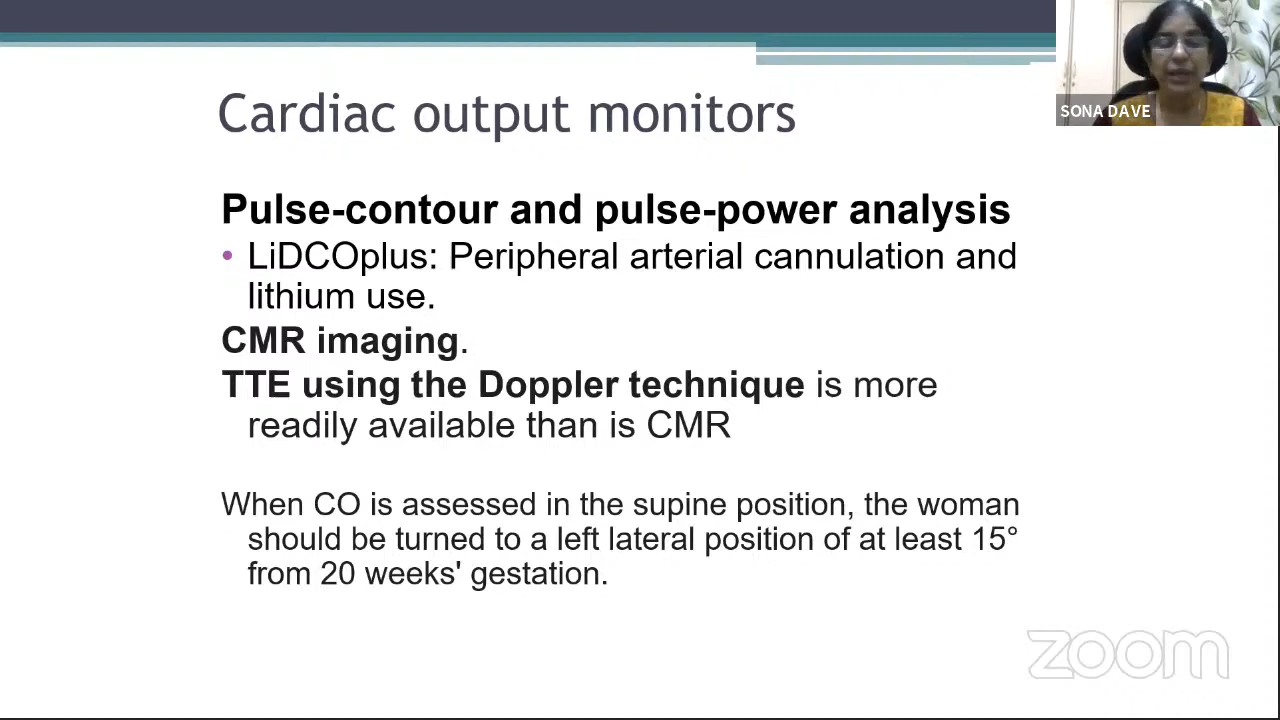 Cardiac output monitors
SONA DAVE
Pulse-contour and pulse-power analysis
• LiDCOplus: Peripheral arterial cannulation and
lithium use.
CMR imaging.
TTE using the Doppler technique is more
readily available than is CMR
When CO is assessed in the supine position, the woman
should be turned to a left lateral position of at least 15°
from 20 weeks' gestation.
zoom